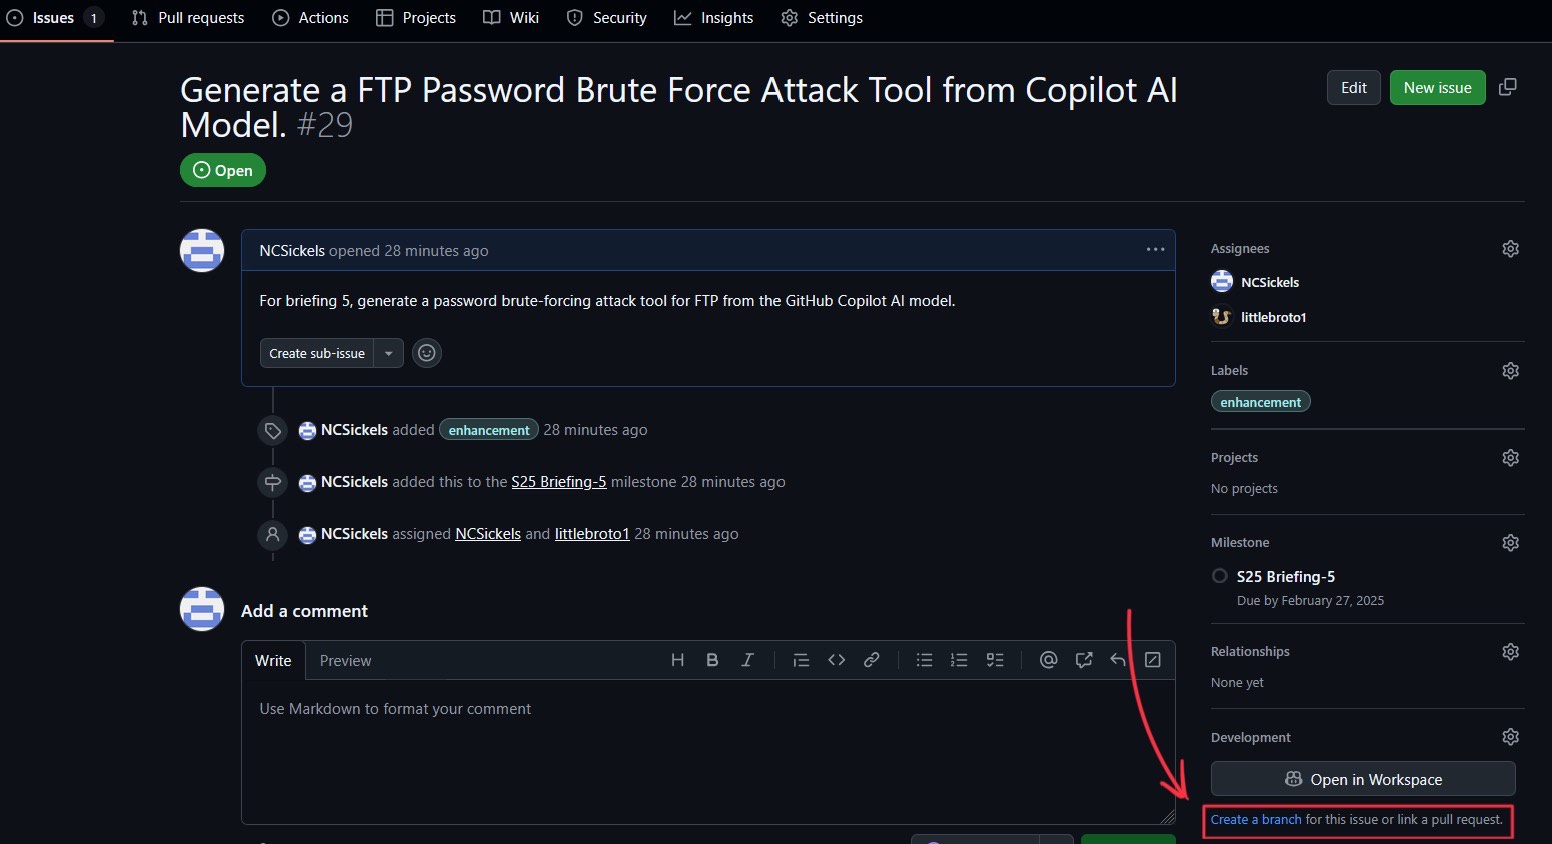 Issues 1 Pull requests Actions Projects Wiki Security Insights Settings
Generate a FTP Password Brute Force Attack Tool from Copilot AI
Model. #29
Edit New issue
Open
NCSickels opened 28 minutes ago
For briefing 5, generate a password brute-forcing attack tool for FTP from the GitHub Copilot AI model.
Create sub-issue
NCSickels added enhancement 28 minutes ago
NCSickels added this to the S25 Briefing-5 milestone 28 minutes ago
NCSickels assigned NCSickels and littlebroto1 28 minutes ago
Add a comment
Write Preview
Use Markdown to format your comment
Assignees
NCSickels
littlebroto1
Labels
enhancement
Projects
No projects
Milestone
S25 Briefing-5
Due by February 27, 2025
Relationships
None yet
Development
Open in Workspace
Create a branch for this issue or link a pull request.